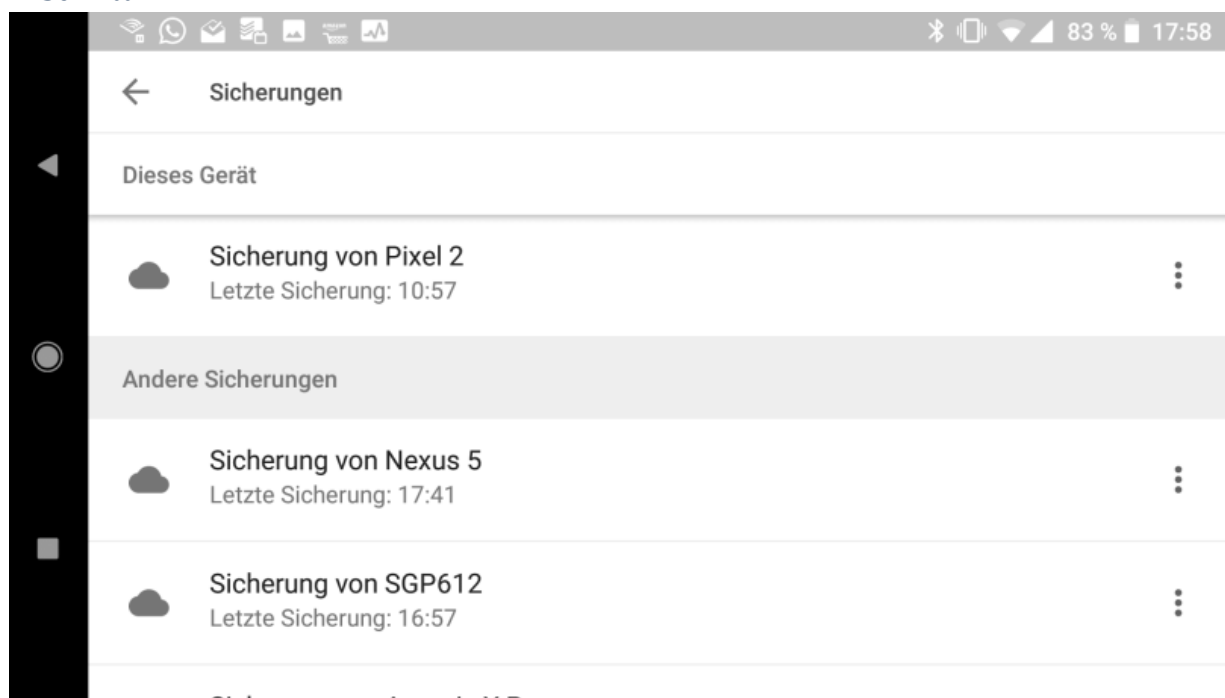 83 % 17:58
Sicherungen
Dieses Gerät
Sicherung von Pixel 2
Letzte Sicherung: 10:57
Andere Sicherungen
Sicherung von Nexus 5
Letzte Sicherung: 17:41
Sicherung von SGP612
Letzte Sicherung: 16:57